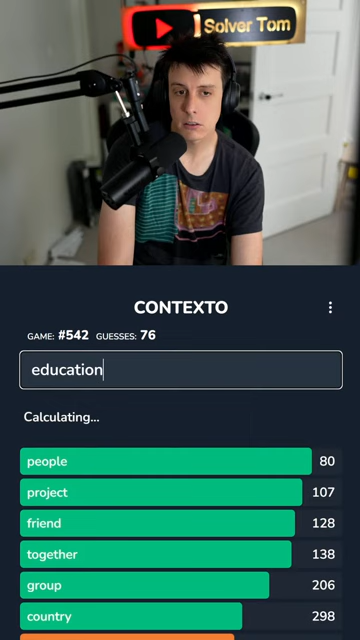 Solver Tom
CONTEXTO
GAME: #542 GUESSES: 76
education
Calculating...
people 80
project 107
friend 128
together 138
group 206
country 298